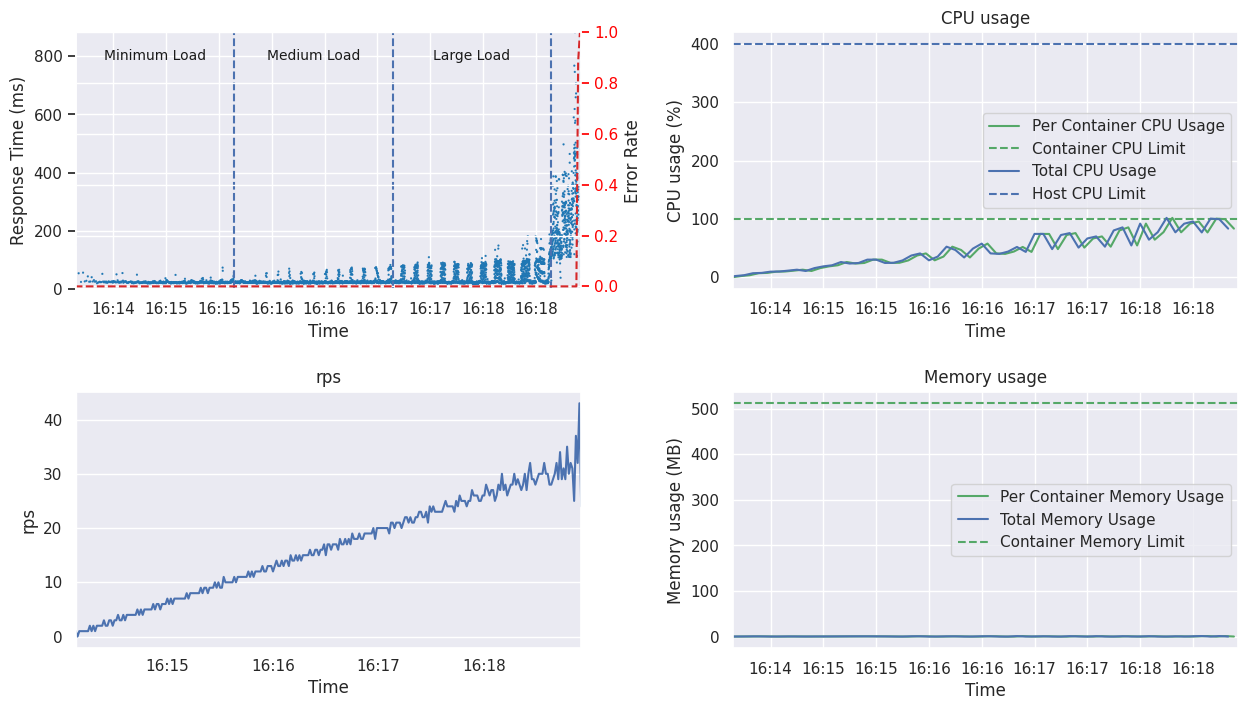 Minimum Load
Medium Load
Large Load
Response Time (ms)
800
600
400
200
0
1.0
0.8
0.6
0.4
0.2
0.0
Error Rate
16:14 16:15 16:15 16:16 16:16 16:17 16:17 16:18 16:18
Time
CPU usage
CPU usage (%)
400
300
200
100
0
Per Container CPU Usage
Container CPU Limit
Total CPU Usage
Host CPU Limit
16:14 16:15 16:15 16:16 16:16 16:17 16:17 16:18 16:18
Time
rps
rps
40
30
20
10
0
16:15 16:16 16:17 16:18
Time
Memory usage
Memory usage (MB)
500
400
300
200
100
0
Per Container Memory Usage
Total Memory Usage
Container Memory Limit
16:14 16:15 16:15 16:16 16:16 16:17 16:17 16:18 16:18
Time